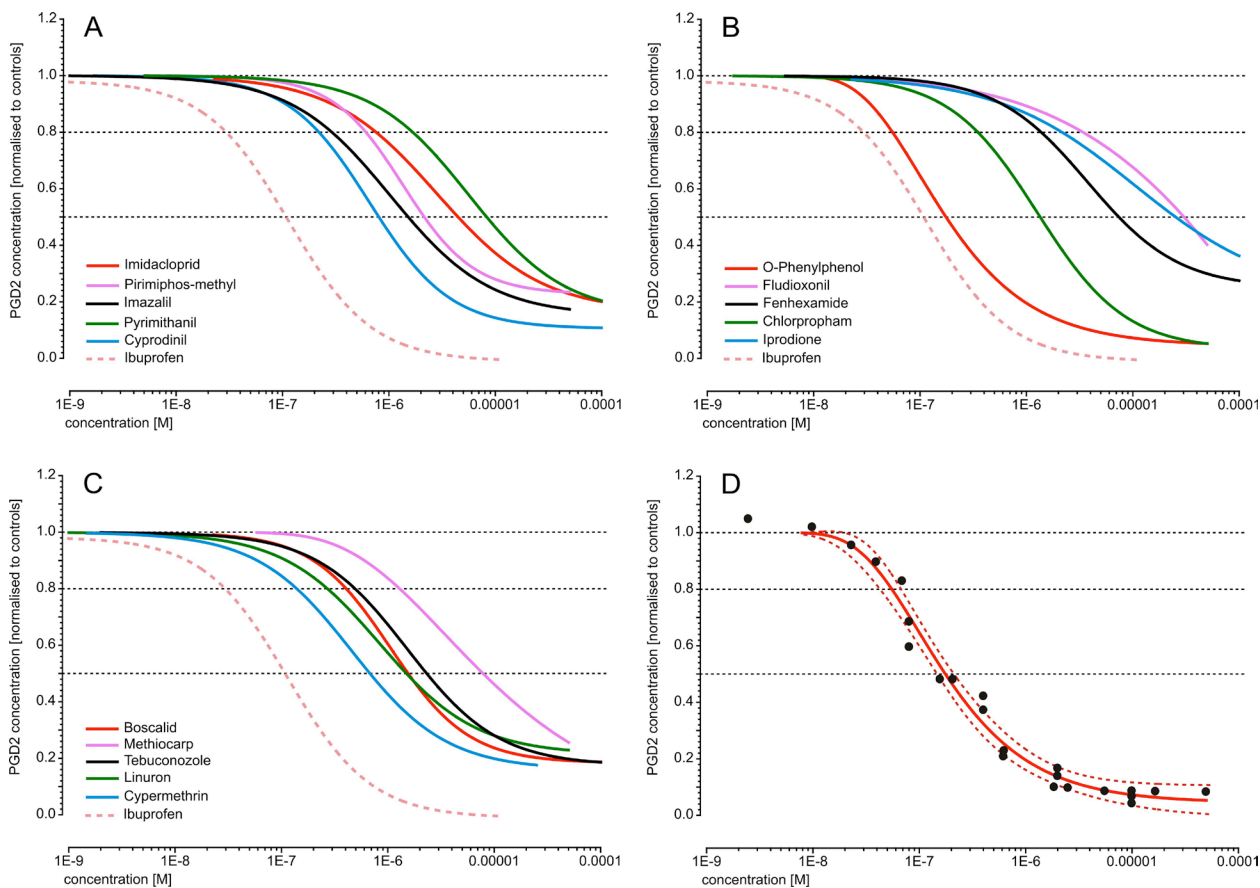 A
PGD2 concentration [normalised to controls]
1.2
1.0
0.8
0.6
0.4
0.2
0.0
Imidacloprid
Pirimiphos-methyl
Imazalil
Pyrimithanil
Cyprodinil
Ibuprofen
1E-9 1E-8 1E-7 1E-6 0.00001 0.0001
concentration [M]
B
PGD2 concentration [normalised to controls]
1.2
1.0
0.8
0.6
0.4
0.2
0.0
O-Phenylphenol
Fludioxonil
Fenhexamide
Chlorpropham
Iprodione
Ibuprofen
1E-9 1E-8 1E-7 1E-6 0.00001 0.0001
concentration [M]
C
PGD2 concentration [normalised to controls]
1.2
1.0
0.8
0.6
0.4
0.2
0.0
Boscalid
Methiocarp
Tebuconozole
Linuron
Cypermethrin
Ibuprofen
1E-9 1E-8 1E-7 1E-6 0.00001 0.0001
concentration [M]
D
PGD2 concentration [normalised to controls]
1.2
1.0
0.8
0.6
0.4
0.2
0.0
1E-9 1E-8 1E-7 1E-6 0.00001 0.0001
concentration [M]